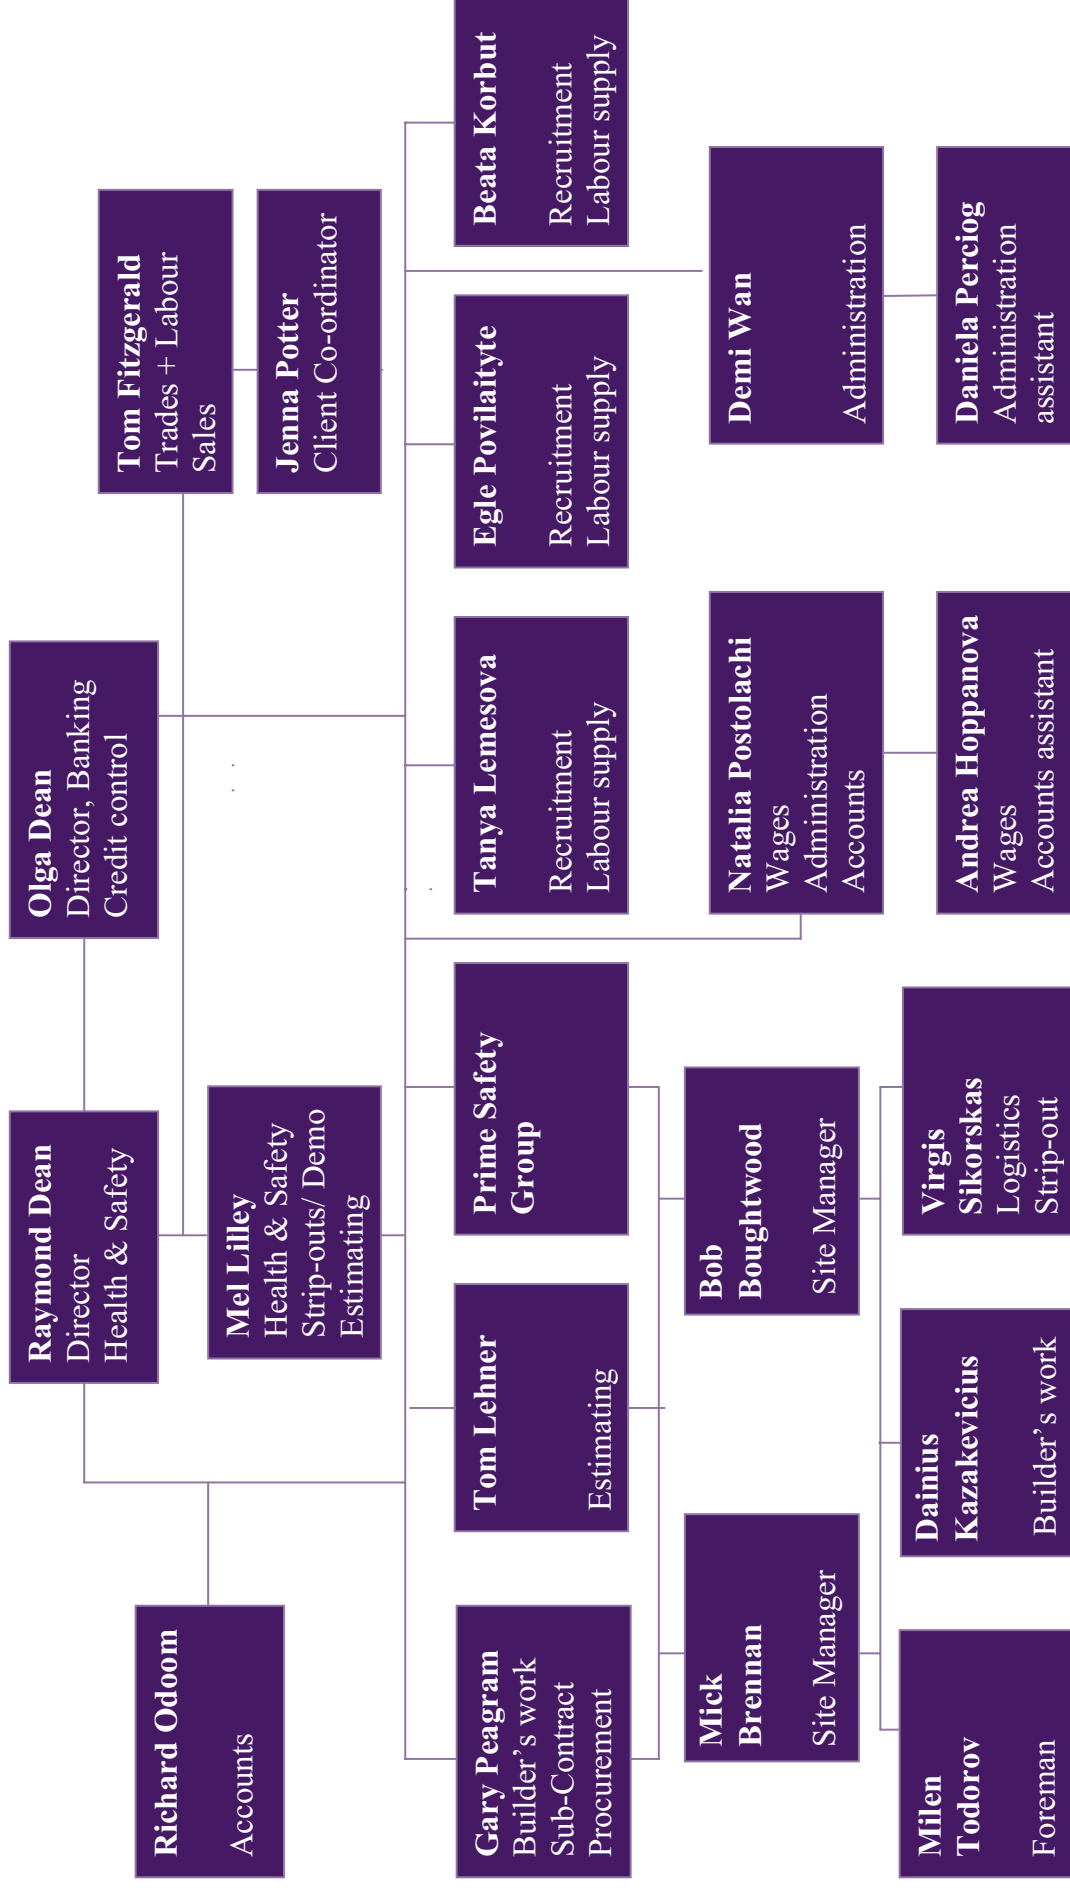 Raymond Dean
Director
Health & Safety
Olga Dean
Director, Banking
Credit control
Richard Odoom
Accounts
Tom Fitzgerald
Trades + Labour
Sales
Mel Lilley
Health & Safety
Strip-outs/ Demo
Estimating
Jenna Potter
Client Co-ordinator
Gary Peagram
Builder’s work
Sub-Contract
Procurement
Tom Lehner
Estimating
Prime Safety
Group
Tanya Lemesova
Recruitment
Labour supply
Egle Povilaityte
Recruitment
Labour supply
Beata Korbut
Recruitment
Labour supply
Mick
Brennan
Site Manager
Bob
Boughtwood
Site Manager
Natalia Postolachi
Wages
Administration
Accounts
Demi Wan
Administration
Milen
Todorov
Foreman
Dainius
Kazakevicius
Builder’s work
Virgis
Sikorskas
Logistics
Strip-out
Andrea Hoppanova
Wages
Accounts assistant
Daniela Perciog
Administration
assistant